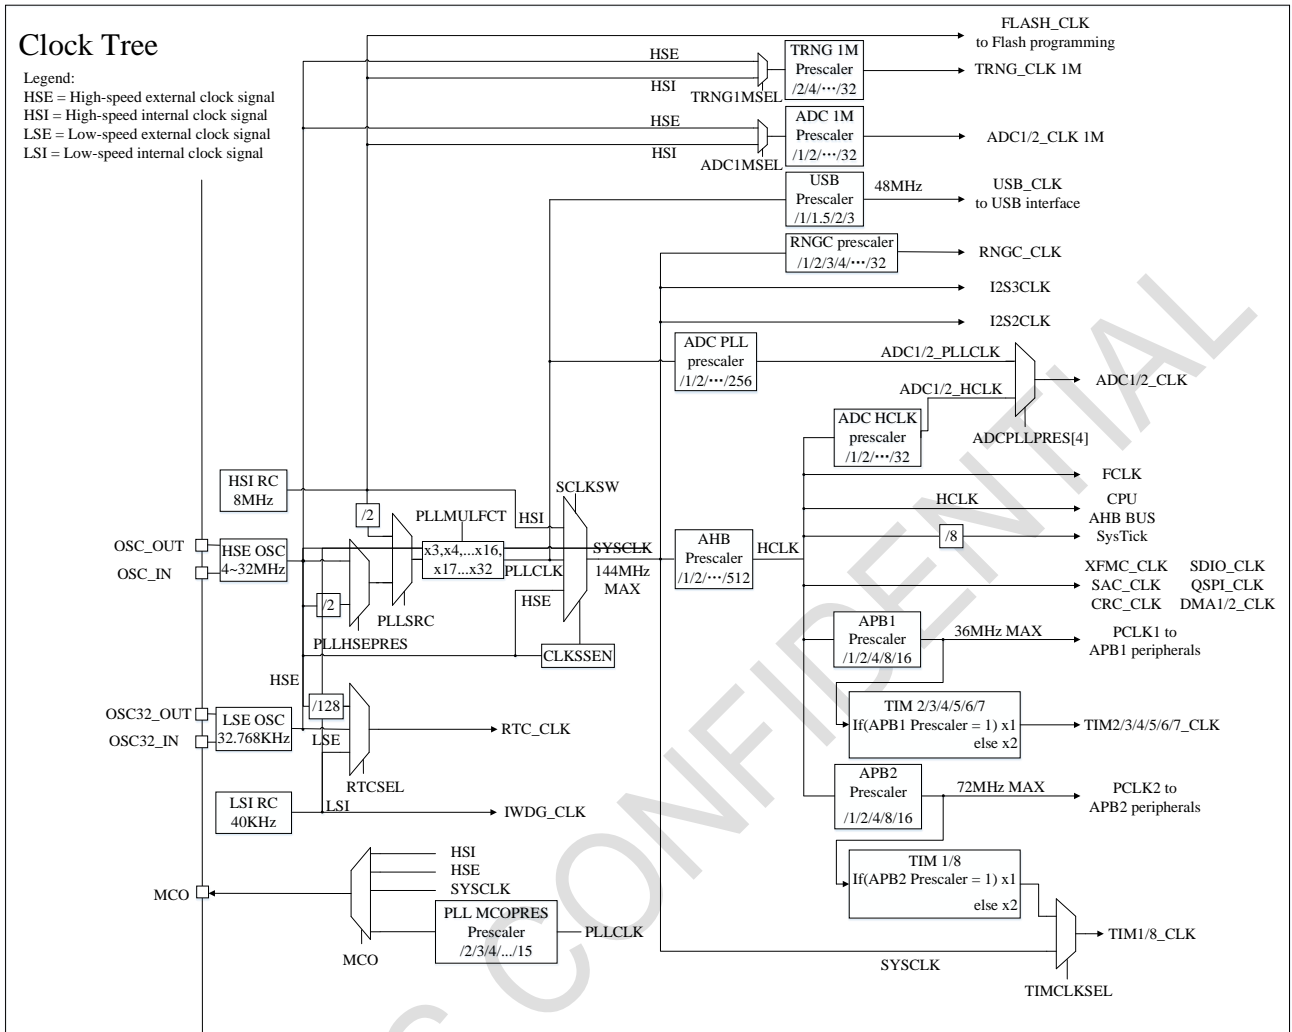 Clock Tree
Legend:
HSE = High-speed external clock signal
HSI = High-speed internal clock signal
LSE = Low-speed external clock signal
LSI = Low-speed internal clock signal
FLASH_CLK
to Flash programming
HSE
HSI
TRNG1MSEL
TRNG 1M
Prescaler
/2/4/···/32
TRNG_CLK 1M
HSE
HSI
ADC1MSEL
ADC 1M
Prescaler
/1/2/···/32
ADC1/2_CLK 1M
USB
Prescaler
/1/1.5/2/3
48MHz
USB_CLK
to USB interface
RNGC prescaler
/1/2/3/4/···/32
RNGC_CLK
I2S3CLK
I2S2CLK
ADC PLL
prescaler
/1/2/···/256
ADC1/2_PLLCLK
ADC1/2_HCLK
ADC1/2_CLK
ADCPLLPRES[4]
ADC HCLK
prescaler
/1/2/···/32
FCLK
HCLK
CPU
AHB BUS
/8
SysTick
HSI RC
8MHz
/2
PLLMULFCT
SCLKSW
HSI
OSC_OUT
OSC_IN
HSE OSC
4~32MHz
x3,x4,...x16,
x17...x32
PLLCLK
HSE
SYSCLK
144MHz
MAX
AHB
Prescaler
/1/2/···/512
HCLK
XFMC_CLK SDIO_CLK
SAC_CLK QSPI_CLK
CRC_CLK DMA1/2_CLK
/2
PLLSRC
PLLHSEPRES
CLKSSEN
APB1
Prescaler
/1/2/4/8/16
36MHz MAX
PCLK1 to
APB1 peripherals
HSE
/128
OSC32_OUT
OSC32_IN
LSE OSC
32.768KHz
LSE
RTC_CLK
RTCSEL
TIM 2/3/4/5/6/7
If(APB1 Prescaler = 1) x1
else x2
TIM2/3/4/5/6/7_CLK
APB2
Prescaler
/1/2/4/8/16
72MHz MAX
PCLK2 to
APB2 peripherals
LSI RC
40KHz
LSI
IWDG_CLK
MCO
HSI
HSE
SYSCLK
PLL MCOPRES
Prescaler
/2/3/4/.../15
PLLCLK
MCO
TIM 1/8
If(APB2 Prescaler = 1) x1
else x2
TIM1/8_CLK
SYSCLK
TIMCLKSEL
CONFIDENTIAL